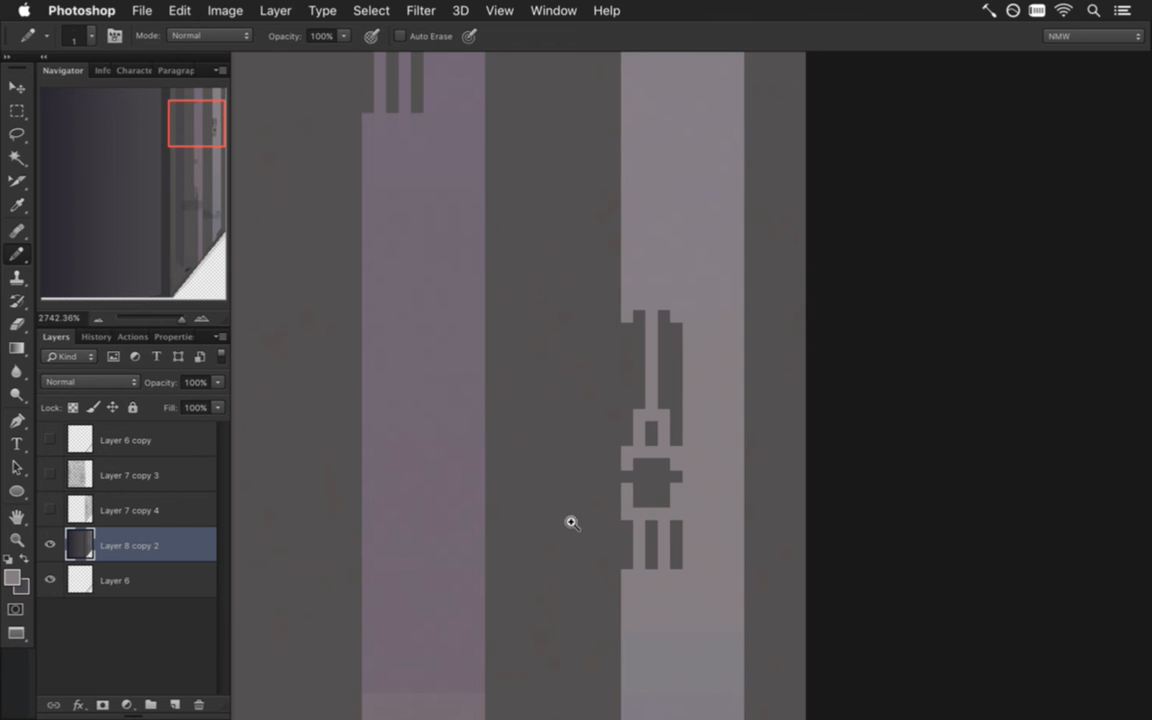 Photoshop File Edit Image Layer Type Select Filter 3D View Window Help
1 Mode: Normal Opacity: 100% Auto Erase NMW
Navigator Info Characte Paragrap
2742.36%
Layers History Actions Propertie
Kind T
Normal Opacity: 100%
Lock: Fill: 100%
Layer 6 copy
Layer 7 copy 3
Layer 7 copy 4
Layer 8 copy 2
Layer 6
fx